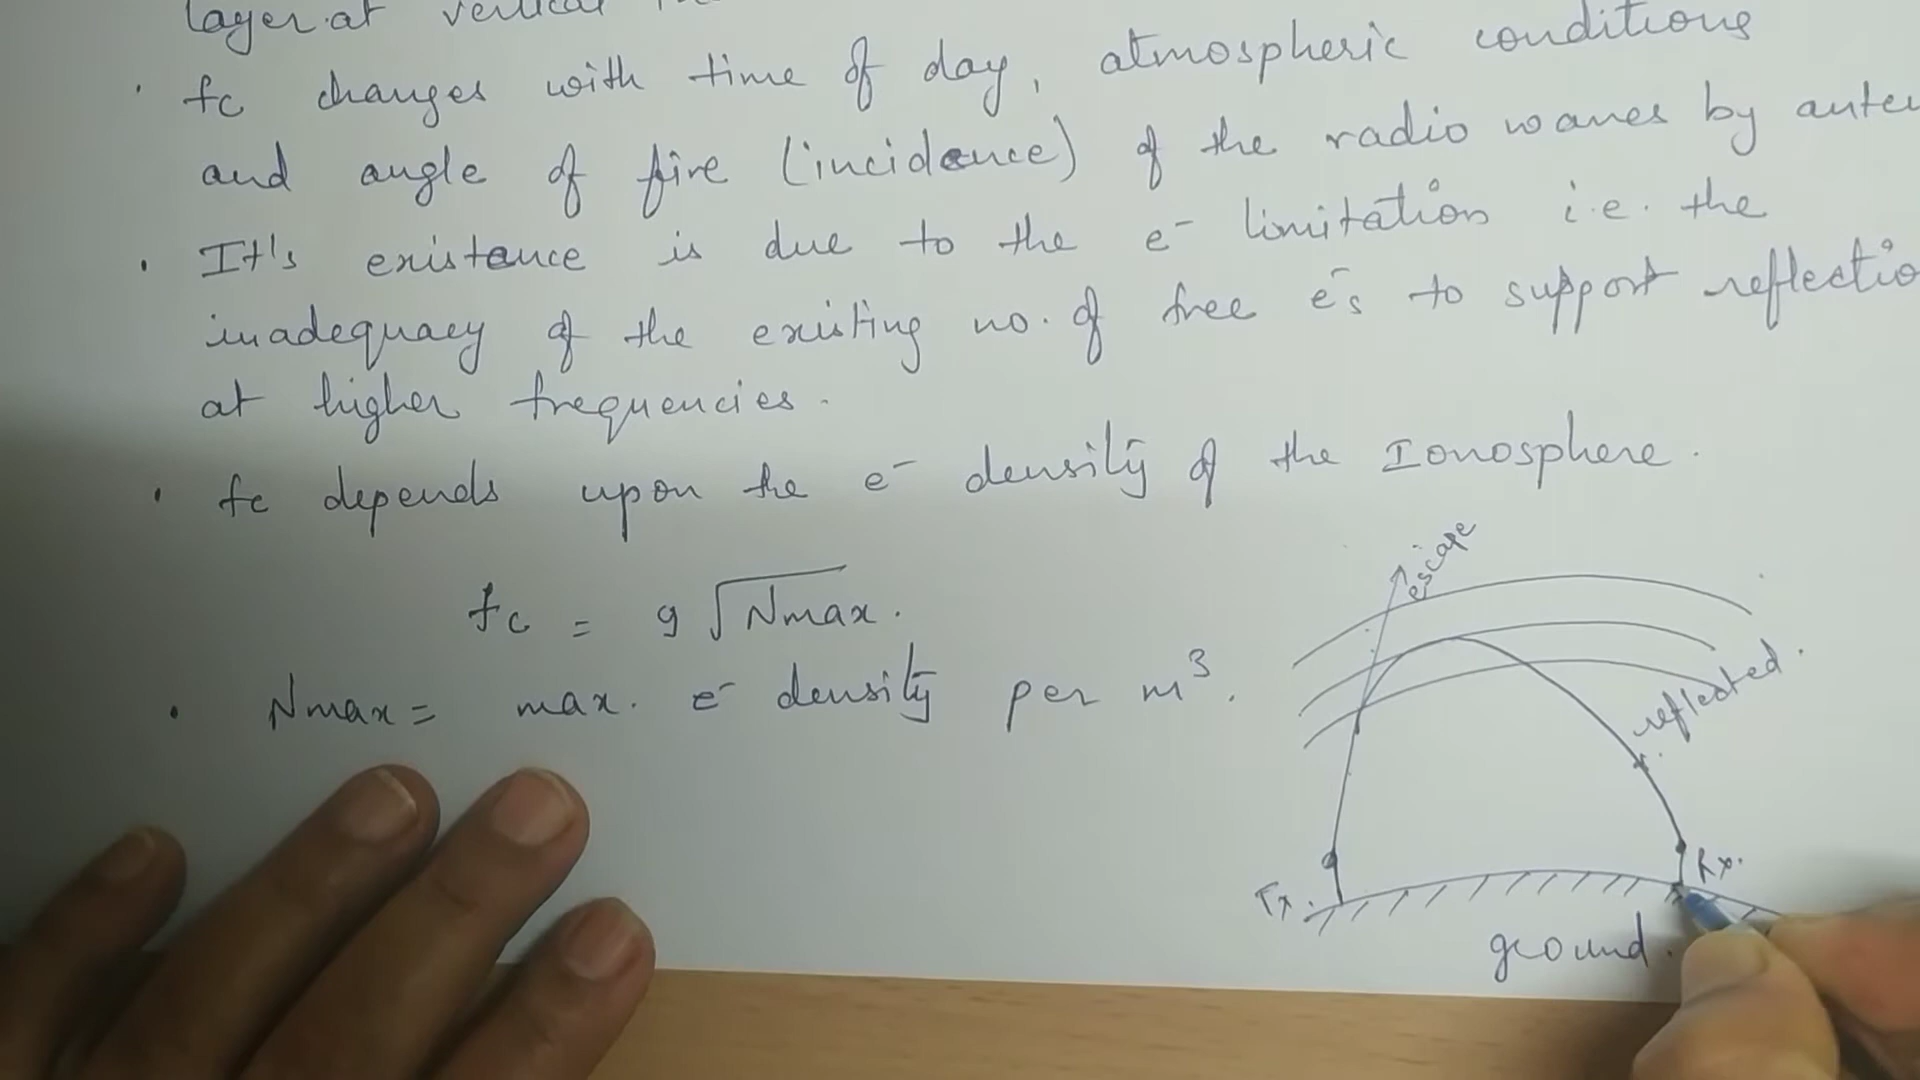 layer at vertical
· fc changes with time of day, atmospheric conditions
and angle of fire (incidence) of the radio waves by
· It's existence is due to the e⁻ limitation i.e. the
inadequacy of the existing no. of free e⁻s to support
at higher frequencies.
· fc depends upon the e⁻ density of the Ionosphere.
fc = 9 √Nmax.
· Nmax = max. e⁻ density per m³.
escape
reflected.
Tx.
Rx.
ground.